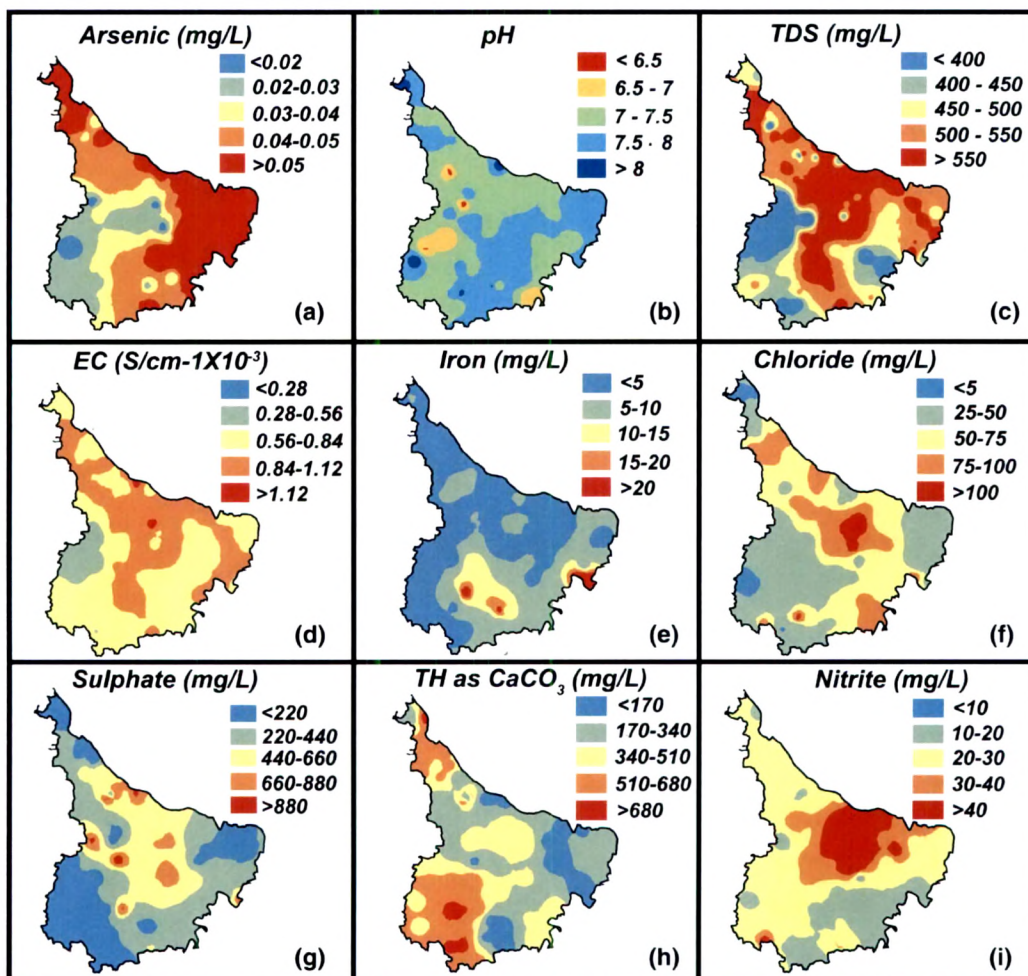 Arsenic (mg/L)
<0.02
0.02-0.03
0.03-0.04
0.04-0.05
>0.05
(a)
pH
< 6.5
6.5 - 7
7 - 7.5
7.5 - 8
> 8
(b)
TDS (mg/L)
< 400
400 - 450
450 - 500
500 - 550
> 550
(c)
EC (S/cm-1X10⁻³)
<0.28
0.28-0.56
0.56-0.84
0.84-1.12
>1.12
(d)
Iron (mg/L)
<5
5-10
10-15
15-20
>20
(e)
Chloride (mg/L)
<5
25-50
50-75
75-100
>100
(f)
Sulphate (mg/L)
<220
220-440
440-660
660-880
>880
(g)
TH as CaCO₃ (mg/L)
<170
170-340
340-510
510-680
>680
(h)
Nitrite (mg/L)
<10
10-20
20-30
30-40
>40
(i)